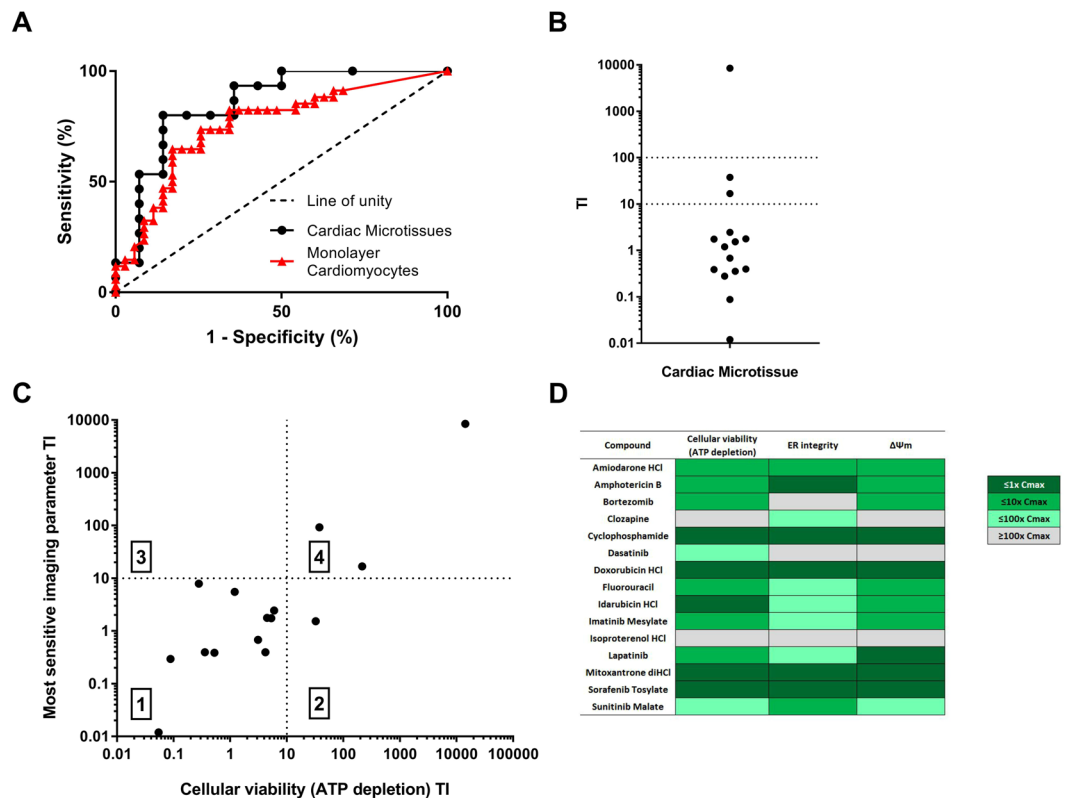 A
100
50
0
0
50
100
Sensitivity (%)
1 - Specificity (%)
Line of unity
Cardiac Microtissues
Monolayer
Cardiomyocytes
B
10000
1000
100
10
1
0.1
0.01
TI
Cardiac Microtissue
C
10000
1000
100
10
1
0.1
0.01
Most sensitive imaging parameter TI
3
4
1
2
0.01
0.1
1
10
100
1000
10000
100000
Cellular viability (ATP depletion) TI
D
Compound
Cellular viability
(ATP depletion)
ER integrity
ΔΨm
Amiodarone HCl
Amphotericin B
Bortezomib
Clozapine
Cyclophosphamide
Dasatinib
Doxorubicin HCl
Fluorouracil
Idarubicin HCl
Imatinib Mesylate
Isoproterenol HCl
Lapatinib
Mitoxantrone diHCl
Sorafenib Tosylate
Sunitinib Malate
≤1x Cmax
≤10x Cmax
≤100x Cmax
≥100x Cmax